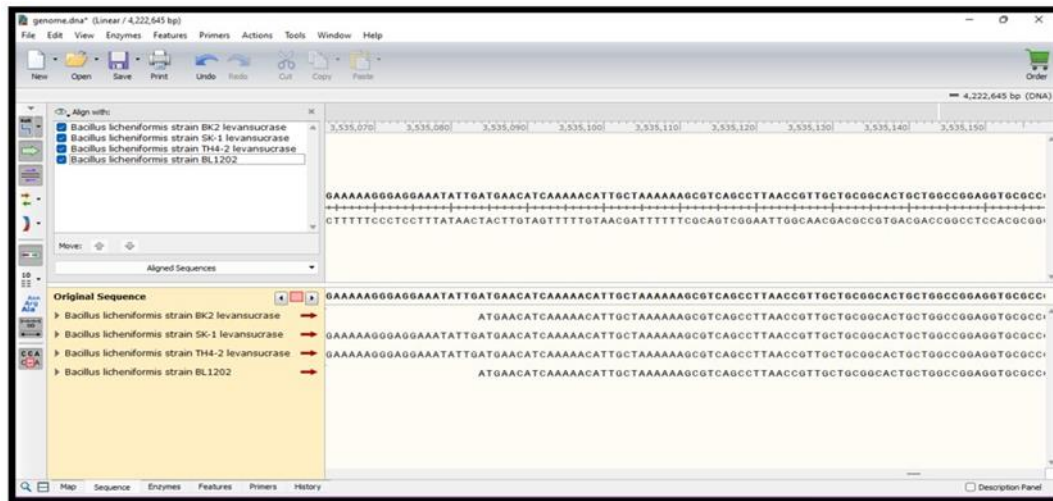 genome.dna* (Linear / 4,222,645 bp)
File Edit View Enzymes Features Primers Actions Tools Window Help
New Open Save Print Undo Redo Cut Copy Paste Order
4,222,645 bp (DNA)
Align with:
Bacillus licheniformis strain BK2 levansucrase
Bacillus licheniformis strain SK-1 levansucrase
Bacillus licheniformis strain TH4-2 levansucrase
Bacillus licheniformis strain BL1202
3,535,070 3,535,080 3,535,090 3,535,100 3,535,110 3,535,120 3,535,130 3,535,140 3,535,150
GAAAAAGGGAGGAAATATTGATGAACATCAAAAACATTGCTAAAAAAGCGTCAGCCTTAACCGTTGCTGCGGCACTGCTGGCCGGAGGTGCGCC
CTTTTTCCCTCCTTTATAACTACTTGTAGTTTTTGTAACGATTTTTTCGCAGTCGGAATTGGCAACGACGCCGTGACGACCGGCCTCCACGCGG
Move:
Aligned Sequences
Original Sequence GAAAAAGGGAGGAAATATTGATGAACATCAAAAACATTGCTAAAAAAGCGTCAGCCTTAACCGTTGCTGCGGCACTGCTGGCCGGAGGTGCGCC
Bacillus licheniformis strain BK2 levansucrase ATGAACATCAAAAACATTGCTAAAAAAGCGTCAGCCTTAACCGTTGCTGCGGCACTGCTGGCCGGAGGTGCGCC
Bacillus licheniformis strain SK-1 levansucrase GAAAAAGGGAGGAAATATTGATGAACATCAAAAACATTGCTAAAAAAGCGTCAGCCTTAACCGTTGCTGCGGCACTGCTGGCCGGAGGTGCGCC
Bacillus licheniformis strain TH4-2 levansucrase GAAAAAGGGAGGAAATATTGATGAACATCAAAAACATTGCTAAAAAAGCGTCAGCCTTAACCGTTGCTGCGGCACTGCTGGCCGGAGGTGCGCC
Bacillus licheniformis strain BL1202 ATGAACATCAAAAACATTGCTAAAAAAGCGTCAGCCTTAACCGTTGCTGCGGCACTGCTGGCCGGAGGTGCGCC
Map Sequence Enzymes Features Primers History Description Panel